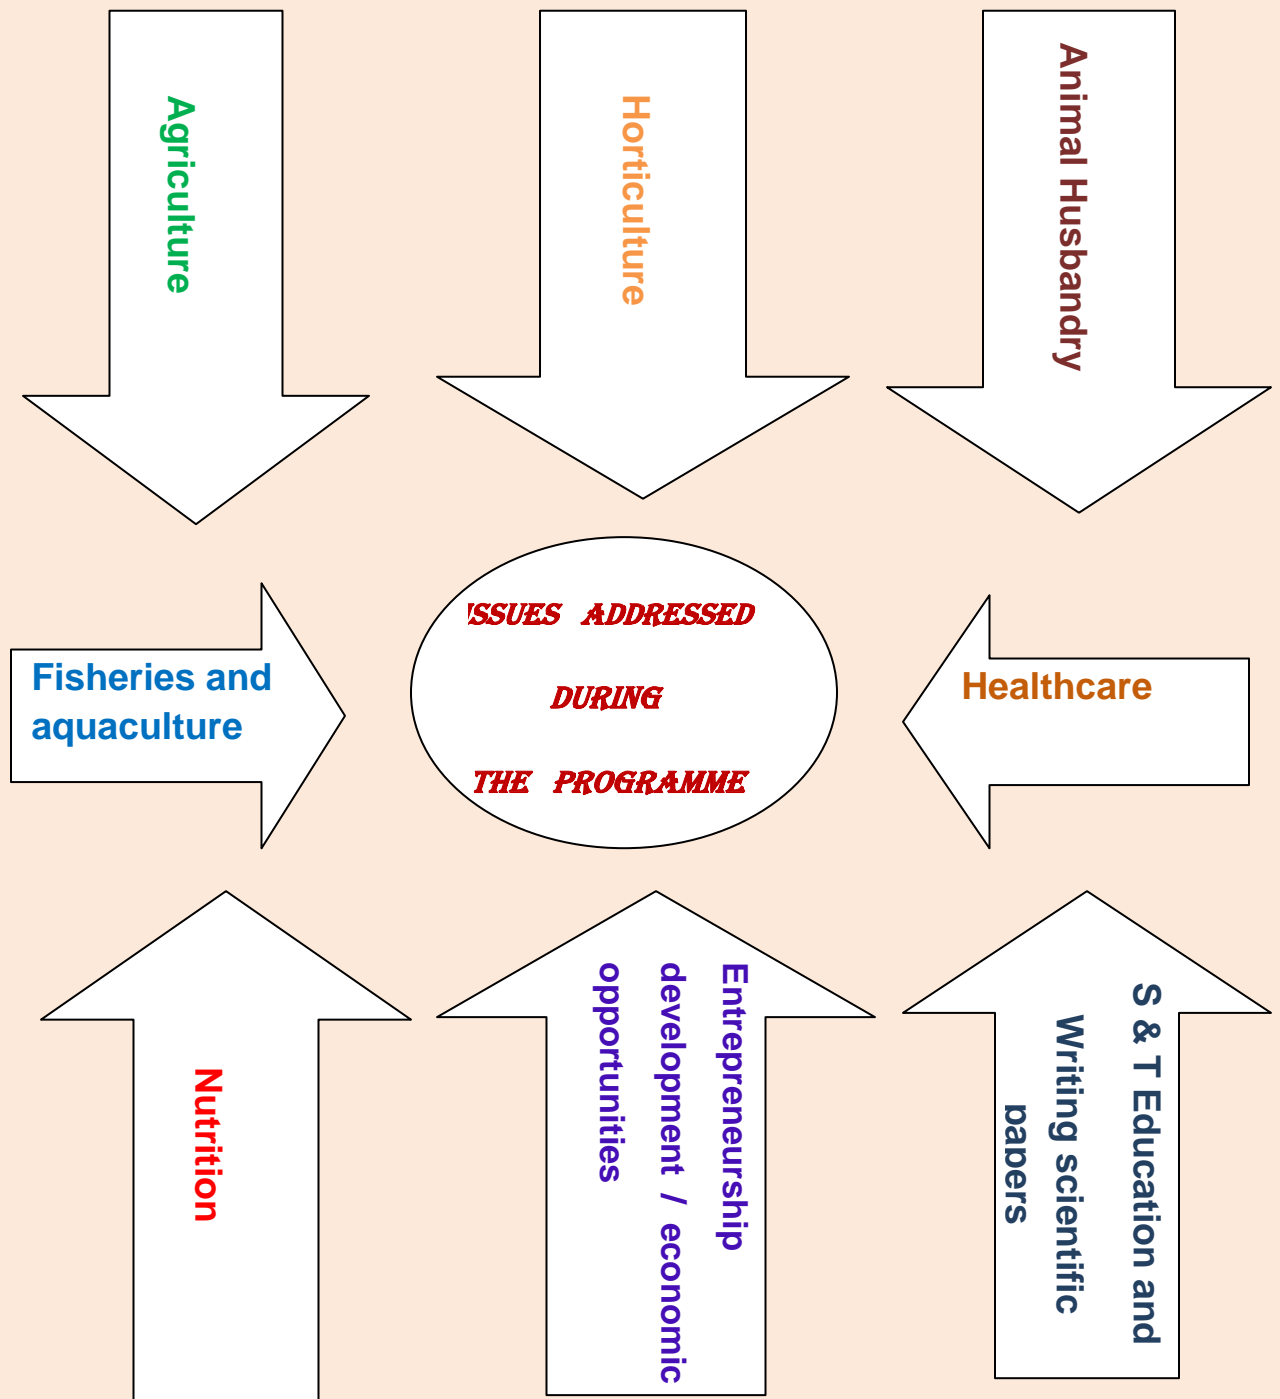 Agriculture
Horticulture
Animal Husbandry
ISSUES ADDRESSED
DURING
THE PROGRAMME
Fisheries and
aquaculture
Healthcare
Nutrition
Entrepreneurship
development / economic
opportunities
S & T Education and
Writing scientific
papers